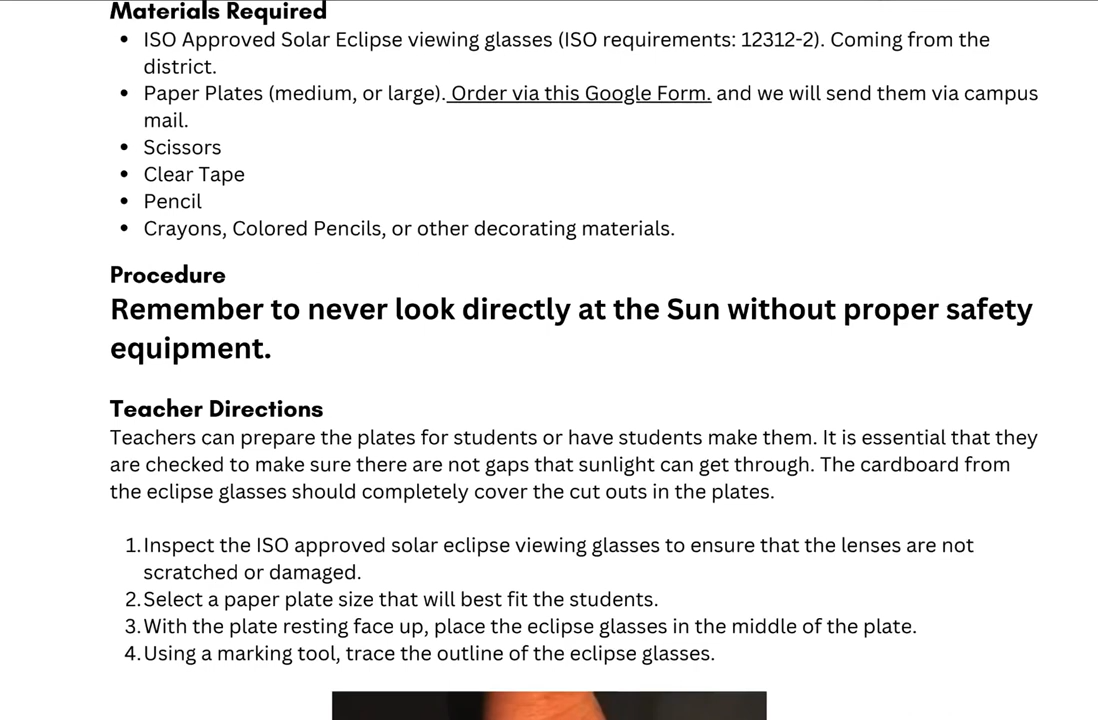 Materials Required
• ISO Approved Solar Eclipse viewing glasses (ISO requirements: 12312-2). Coming from the
district.
• Paper Plates (medium, or large). Order via this Google Form. and we will send them via campus
mail.
• Scissors
• Clear Tape
• Pencil
• Crayons, Colored Pencils, or other decorating materials.
Procedure
Remember to never look directly at the Sun without proper safety
equipment.
Teacher Directions
Teachers can prepare the plates for students or have students make them. It is essential that they
are checked to make sure there are not gaps that sunlight can get through. The cardboard from
the eclipse glasses should completely cover the cut outs in the plates.
1. Inspect the ISO approved solar eclipse viewing glasses to ensure that the lenses are not
scratched or damaged.
2. Select a paper plate size that will best fit the students.
3. With the plate resting face up, place the eclipse glasses in the middle of the plate.
4. Using a marking tool, trace the outline of the eclipse glasses.